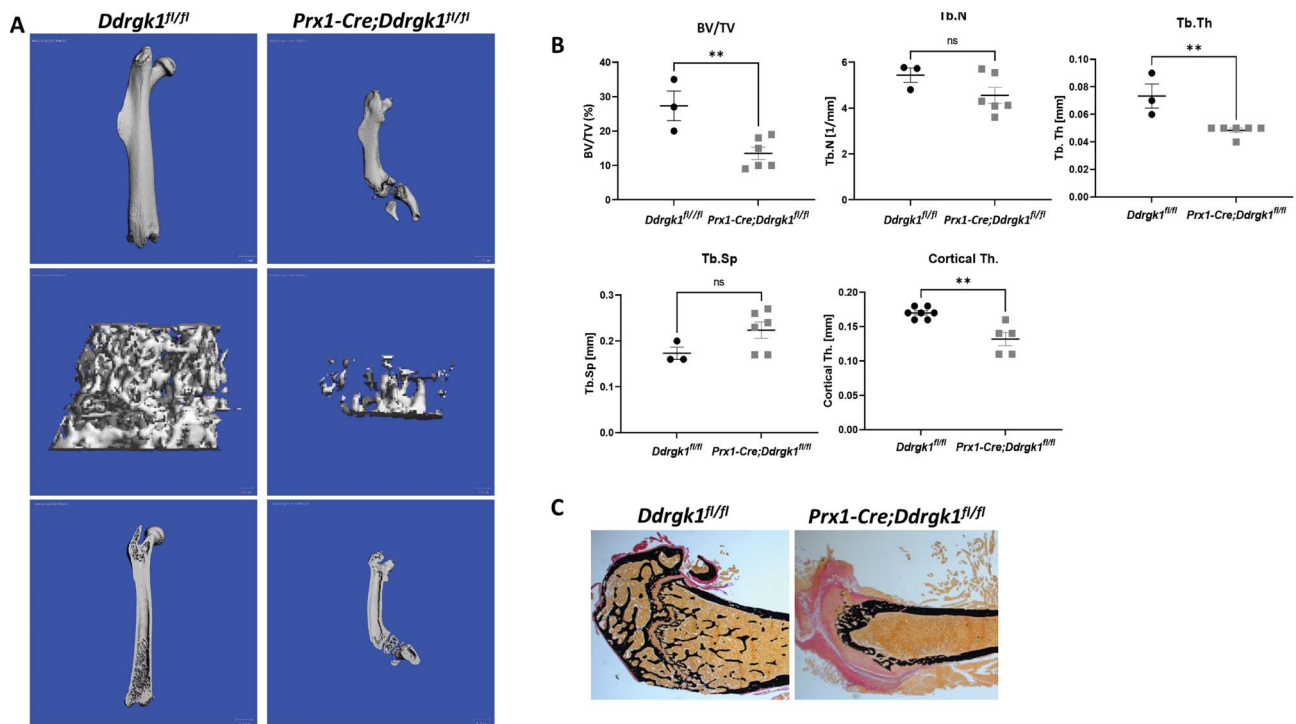 A
Ddrgk1fl/fl
Prx1-Cre;Ddrgk1fl/fl
B
BV/TV
**
BV/TV (%)
40
30
20
10
0
Ddrgk1fl//fl
Prx1-Cre;Ddrgk1fl/fl
Tb.N
ns
Tb.N [1/mm]
6
4
2
0
Ddrgk1fl/fl
Prx1-Cre;Ddrgk1fl/fl
Tb.Th
**
Tb. Th [mm]
0.10
0.08
0.06
0.04
0.02
0.00
Ddrgk1fl/fl
Prx1-Cre;Ddrgk1fl/fl
Tb.Sp
ns
Tb.Sp [mm]
0.3
0.2
0.1
0.0
Ddrgk1fl/fl
Prx1-Cre;Ddrgk1fl/fl
Cortical Th.
**
Cortical Th. [mm]
0.20
0.15
0.10
0.05
0.00
Ddrgk1fl/fl
Prx1-Cre;Ddrgk1fl/fl
C
Ddrgk1fl/fl
Prx1-Cre;Ddrgk1fl/fl